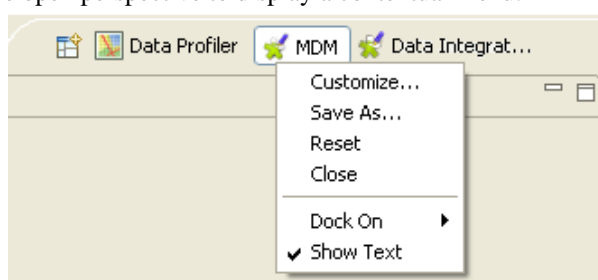 Data Profiler MDM Data Integrat...
Customize...
Save As...
Reset
Close
Dock On
Show Text